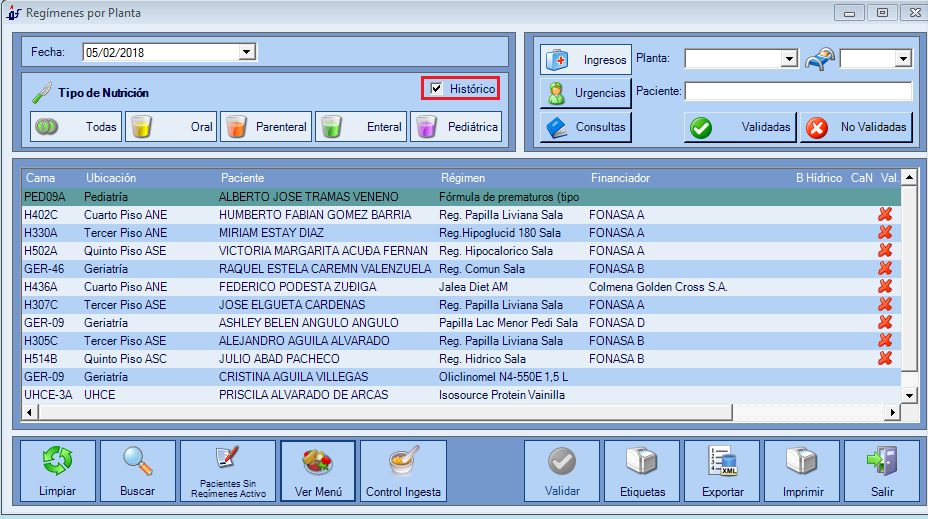 Regímenes por Planta
Fecha: 05/02/2018
Tipo de Nutrición
Histórico
Todas Oral Parenteral Enteral Pediátrica
Ingresos Planta:
Urgencias Paciente:
Consultas Validadas No Validadas
Cama Ubicación Paciente Régimen Financiador B Hídrico CaN Val.
PED09A Pediatría ALBERTO JOSE TRAMAS VENENO Fórmula de prematuros (tipo
H402C Cuarto Piso ANE HUMBERTO FABIAN GOMEZ BARRIA Reg. Papilla Liviana Sala FONASA A
H330A Tercer Piso ANE MIRIAM ESTAY DIAZ Reg.Hipoglucid 180 Sala FONASA A
H502A Quinto Piso ASE VICTORIA MARGARITA ACUÐA FERNAN Reg. Hipocalorico Sala FONASA A
GER-46 Geriatría RAQUEL ESTELA CAREMN VALENZUELA Reg. Comun Sala FONASA B
H436A Cuarto Piso ANE FEDERICO PODESTA ZUÐIGA Jalea Diet AM Colmena Golden Cross S.A.
H307C Tercer Piso ASE JOSE ELGUETA CARDENAS Reg. Papilla Liviana Sala FONASA A
GER-09 Geriatría ASHLEY BELEN ANGULO ANGULO Papilla Lac Menor Pedi Sala FONASA D
H305C Tercer Piso ASE ALEJANDRO AGUILA ALVARADO Reg. Papilla Liviana Sala FONASA B
H514B Quinto Piso ASC JULIO ABAD PACHECO Reg. Hidrico Sala FONASA B
GER-09 Geriatría CRISTINA AGUILA VILLEGAS Oliclinomel N4-550E 1,5 L
UHCE-3A UHCE PRISCILA ALVARADO DE ARCAS Isosource Protein Vainilla
Limpiar
Buscar
Pacientes Sin
Regímenes Activo
Ver Menú
Control Ingesta
Validar
Etiquetas
XML
Exportar
Imprimir
Salir